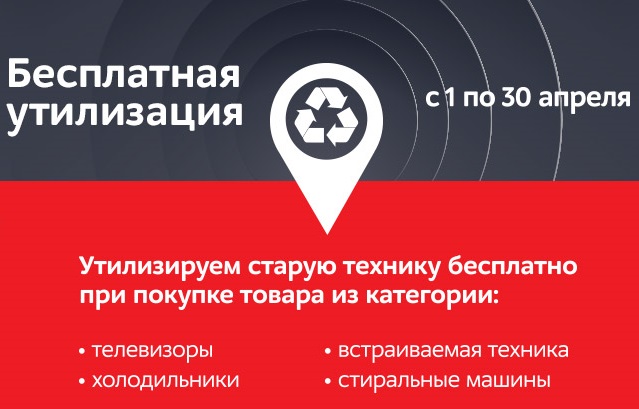 Бесплатная
утилизация
с 1 по 30 апреля
Утилизируем старую технику бесплатно
при покупке товара из категории:
• телевизоры
• холодильники
• встраиваемая техника
• стиральные машины